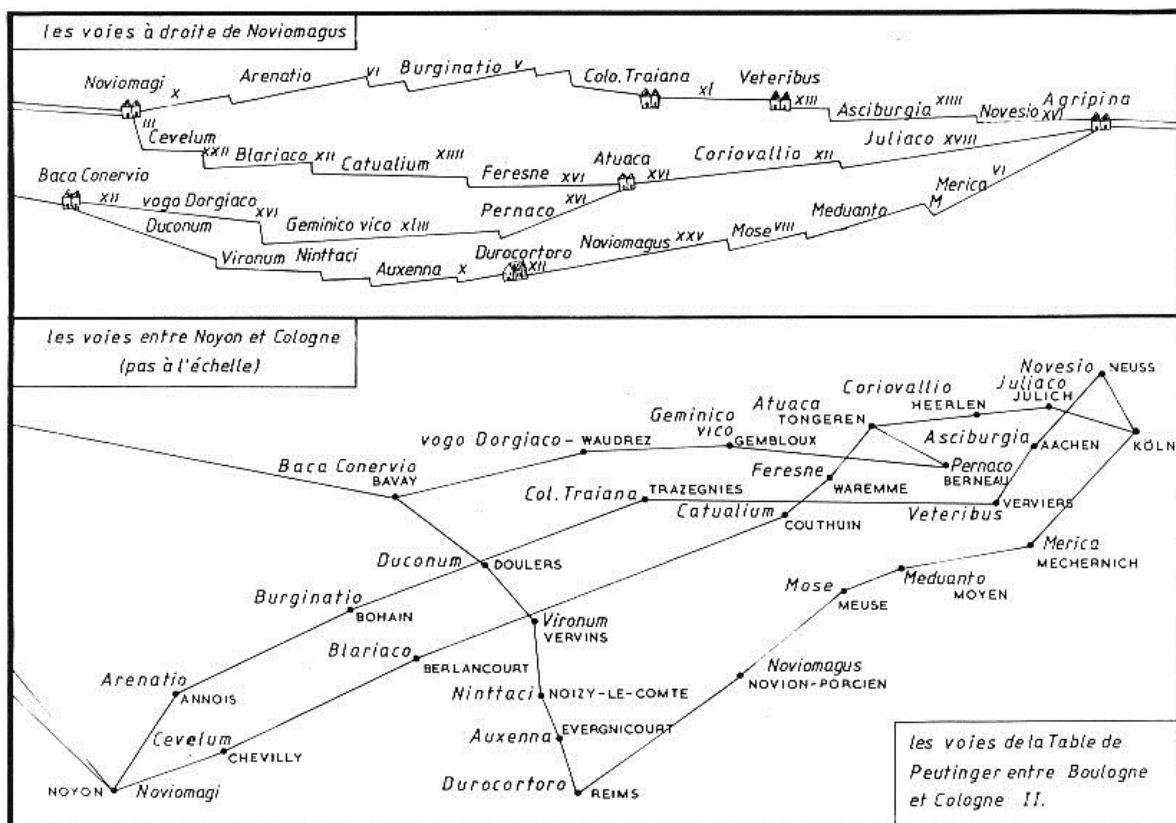 les voies à droite de Noviomagus
Noviomagi X Arenatio VI Burginatio V Colo. Traiana Xl Veteribus XIII Asciburgia XIIII Novesio XVI Agripina
III Cevelum XXII Blariaco XII Catualium XIIII Feresne XVI Atuaca XVI Coriovallio XII Juliaco XVIII
Baca Conervio XII vogo Dorgiaco XVI Geminico vico XlIII Pernaco XVI
Duconum Vironum Ninttaci Auxenna X Durocortoro XII Noviomagus XXV Mose VIII Meduanto M Merica VI
les voies entre Noyon et Cologne
(pas à l'échelle)
Novesio NEUSS
Juliaco
JÜLICH
Coriovallio
HEERLEN
Atuaca
TONGEREN
Geminico
vico
GEMBLOUX
vogo Dorgiaco - WAUDREZ
Asciburgia AACHEN
KÖLN
Baca Conervio
BAVAY
Pernaco
BERNEAU
Feresne
WAREMME
Col. Traiana TRAZEGNIES
Catualium
COUTHUIN
Veteribus VERVIERS
Duconum DOULERS
Merica
MECHERNICH
Meduanto
MOYEN
Mose
MEUSE
Burginatio
BOHAIN
Vironum
VERVINS
Blariaco
BERLANCOURT
Arenatio
ANNOIS
Noviomagus
NOVION-PORCIEN
Ninttaci NOIZY-LE-COMTE
Auxenna EVERGNICOURT
Cevelum
CHEVILLY
NOYON Noviomagi
Durocortoro REIMS
les voies de la Table de
Peutinger entre Boulogne
et Cologne II.